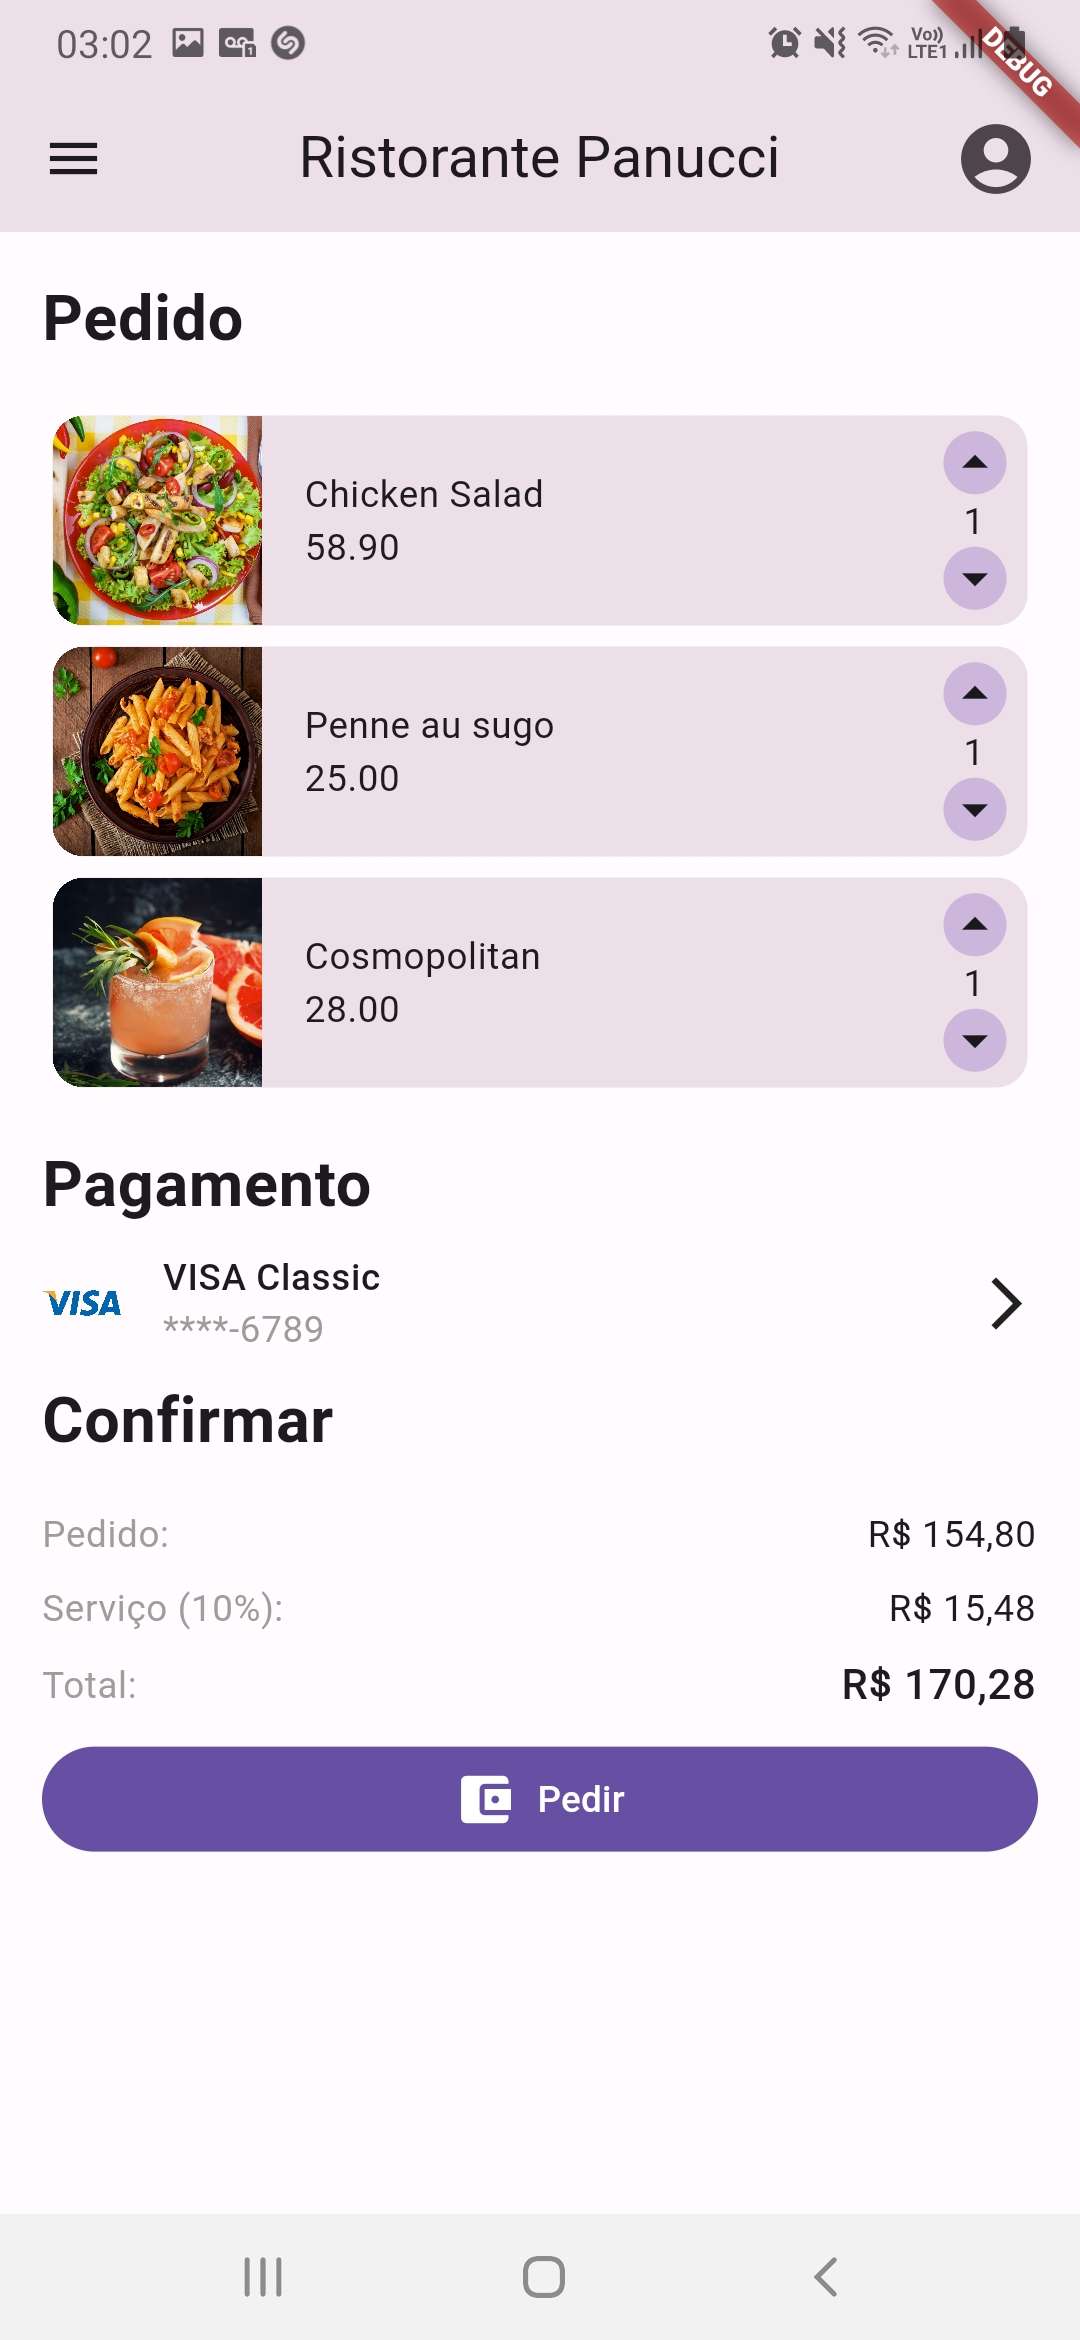 03:02
Vo))
LTE1
DEBUG
Ristorante Panucci
Pedido
Chicken Salad
58.90
1
Penne au sugo
25.00
1
Cosmopolitan
28.00
1
Pagamento
VISA
VISA Classic
****-6789
Confirmar
Pedido:
R$ 154,80
Serviço (10%):
R$ 15,48
Total:
R$ 170,28
Pedir